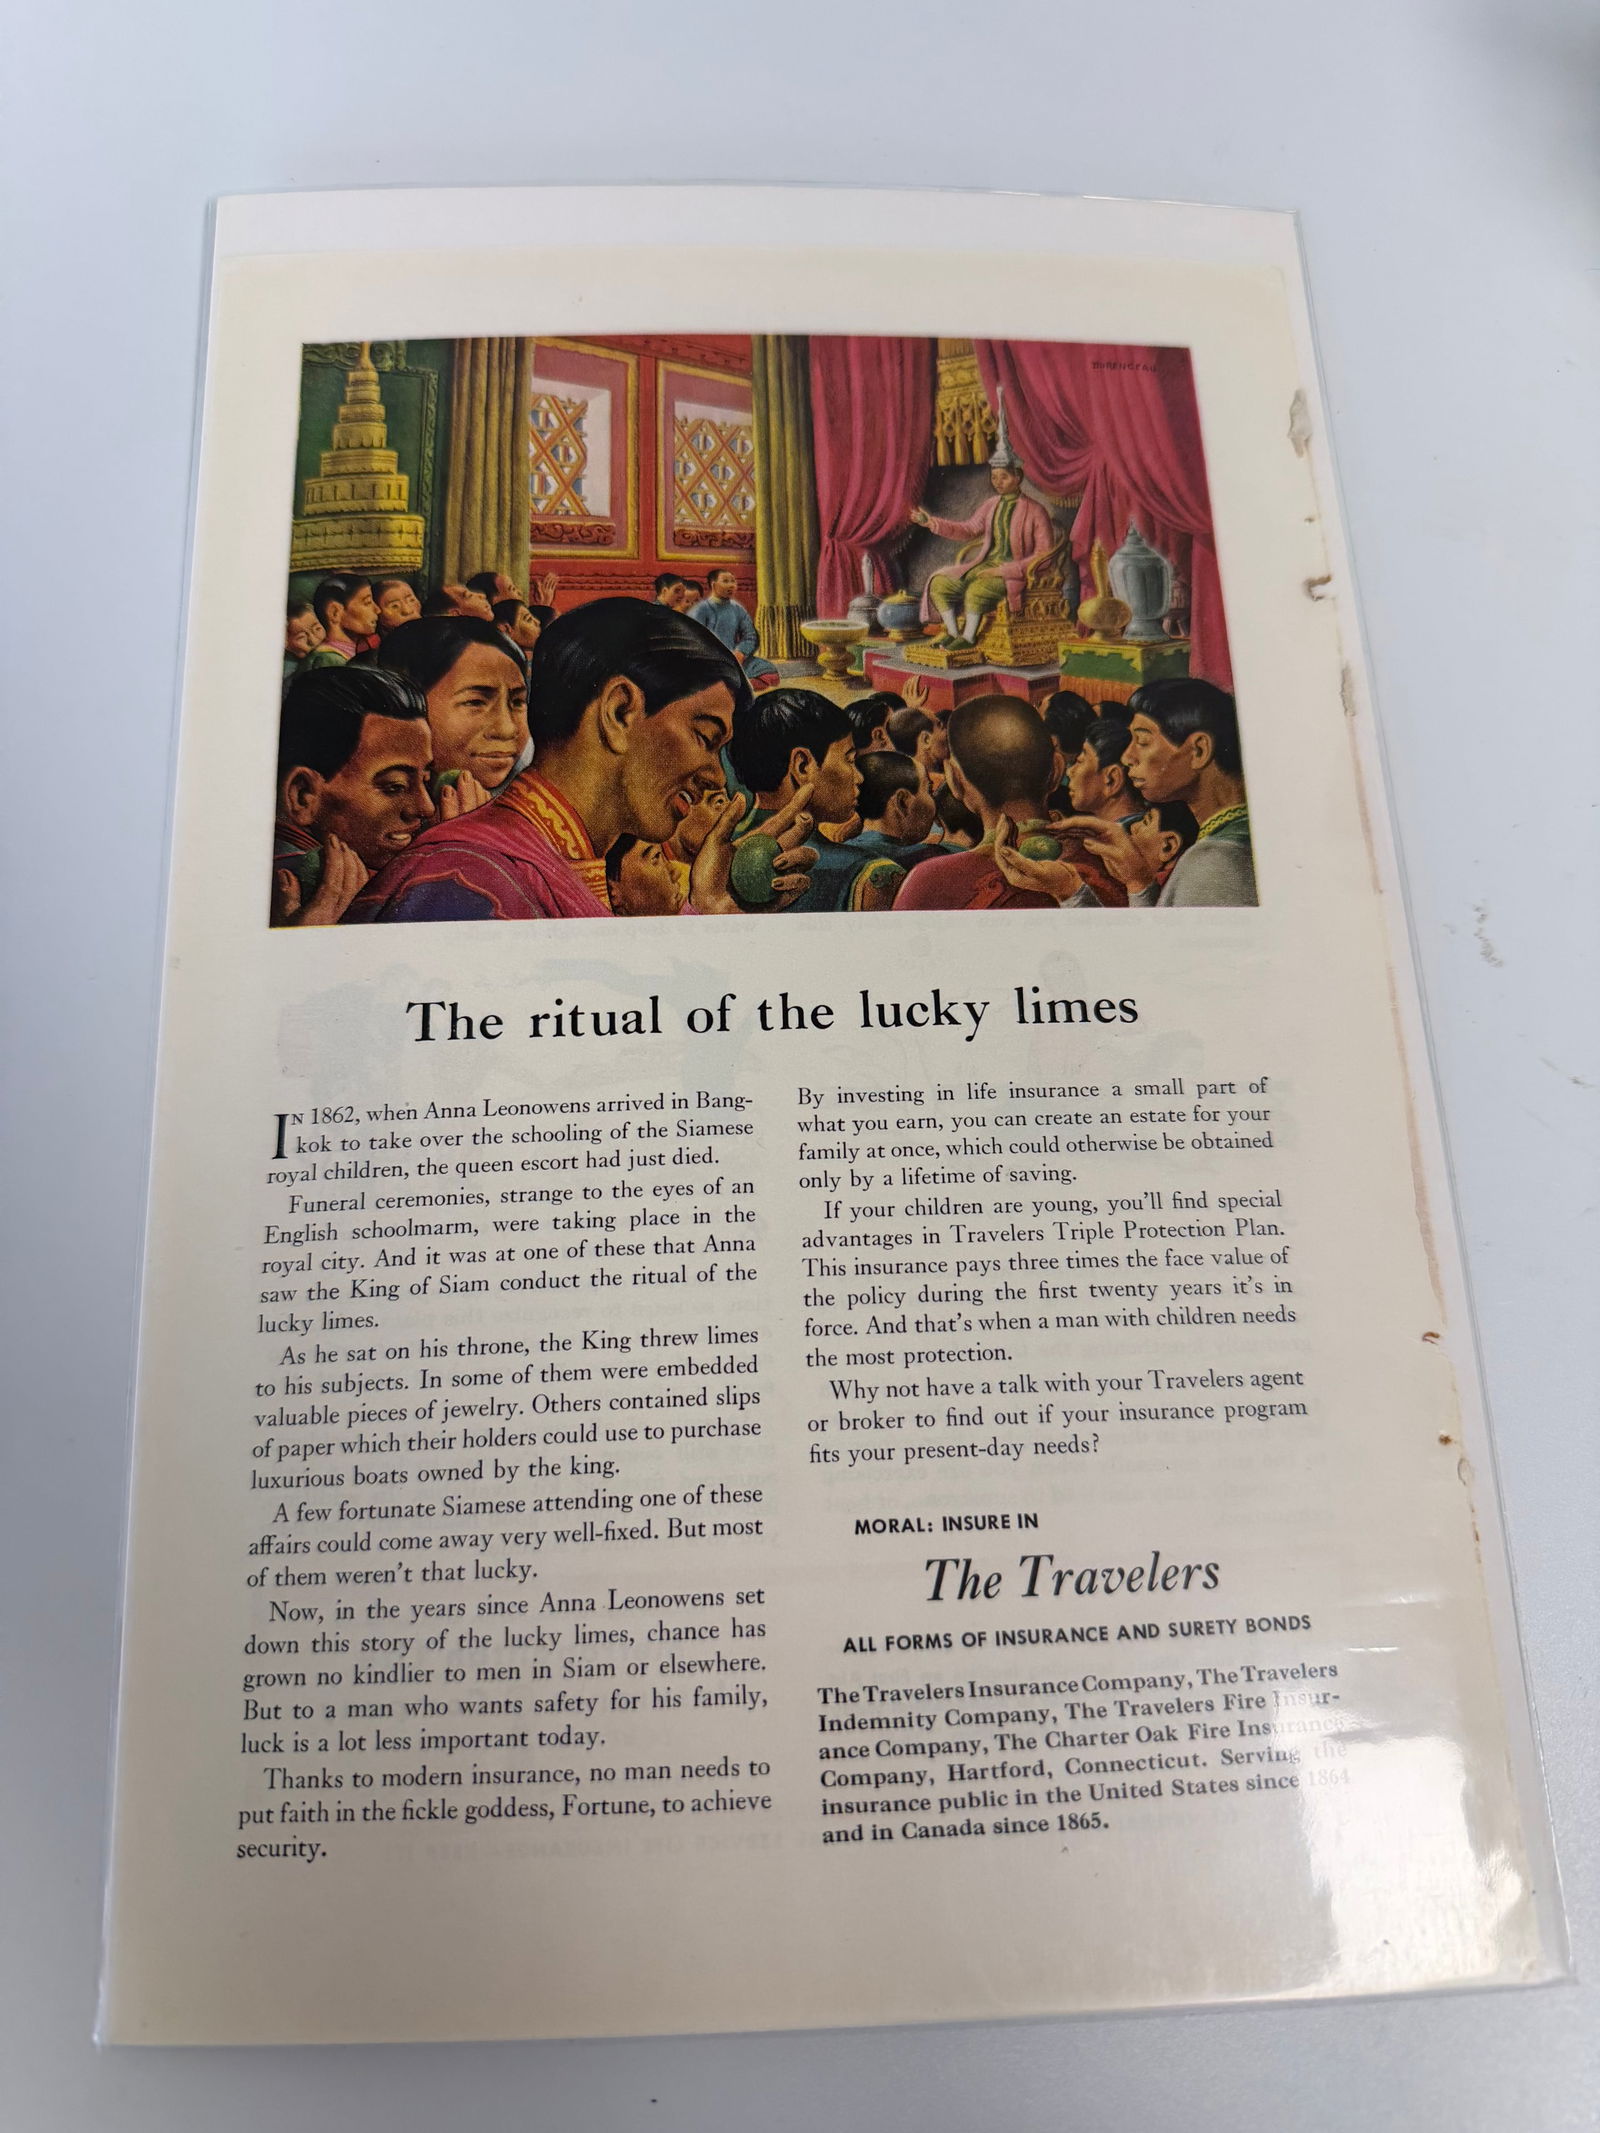 The ritual of the lucky limes
IN 1862, when Anna Leonowens arrived in Bang-
kok to take over the schooling of the Siamese
royal children, the queen escort had just died.
Funeral ceremonies, strange to the eyes of an
English schoolmarm, were taking place in the
royal city. And it was at one of these that Anna
saw the King of Siam conduct the ritual of the
lucky limes.
As he sat on his throne, the King threw limes
to his subjects. In some of them were embedded
valuable pieces of jewelry. Others contained slips
of paper which their holders could use to purchase
luxurious boats owned by the king.
A few fortunate Siamese attending one of these
affairs could come away very well-fixed. But most
of them weren't that lucky.
Now, in the years since Anna Leonowens set
down this story of the lucky limes, chance has
grown no kindlier to men in Siam or elsewhere.
But to a man who wants safety for his family,
luck is a lot less important today.
Thanks to modern insurance, no man needs to
put faith in the fickle goddess, Fortune, to achieve
security.
By investing in life insurance a small part of
what you earn, you can create an estate for your
family at once, which could otherwise be obtained
only by a lifetime of saving.
If your children are young, you'll find special
advantages in Travelers Triple Protection Plan.
This insurance pays three times the face value of
the policy during the first twenty years it's in
force. And that's when a man with children needs
the most protection.
Why not have a talk with your Travelers agent
or broker to find out if your insurance program
fits your present-day needs?
MORAL: INSURE IN
The Travelers
ALL FORMS OF INSURANCE AND SURETY BONDS
The Travelers Insurance Company, The Travelers
Indemnity Company, The Travelers Fire Insur-
ance Company, The Charter Oak Fire Insurance
Company, Hartford, Connecticut. Serving the
insurance public in the United States since 1864
and in Canada since 1865.